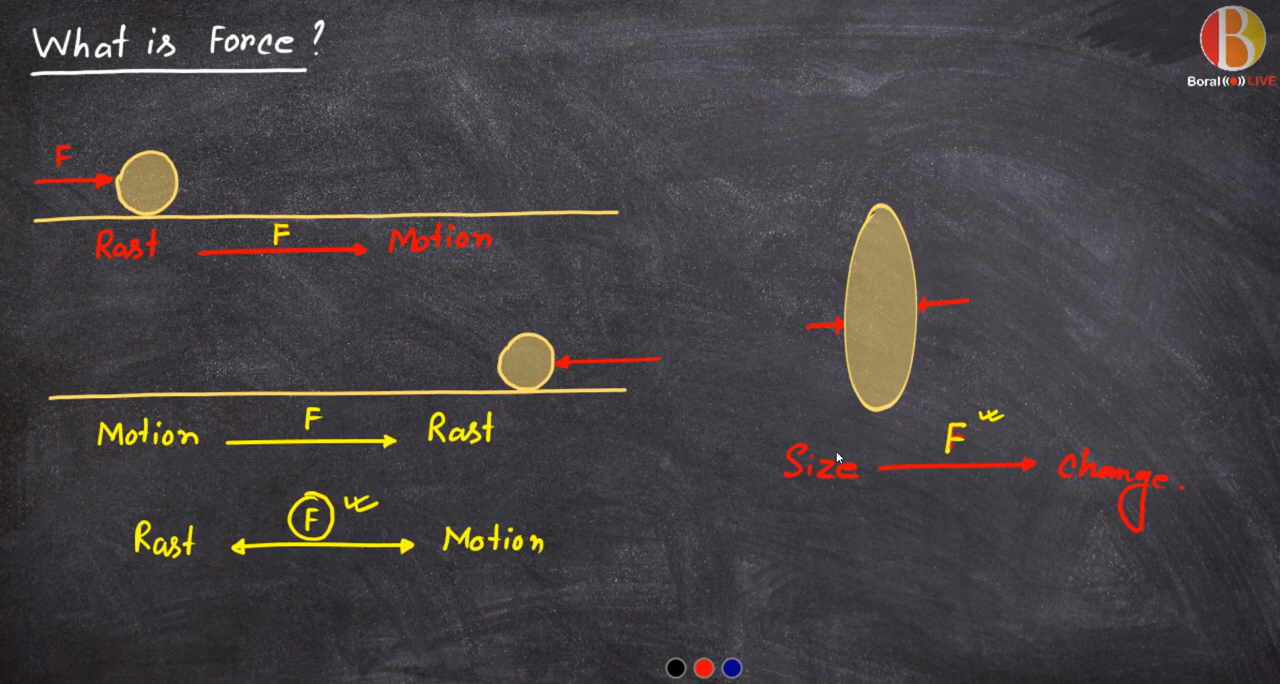 What is Force?
Boral((●))LIVE
F
Rast F Motion
Motion F Rast
Rast F Motion
Size F Change.